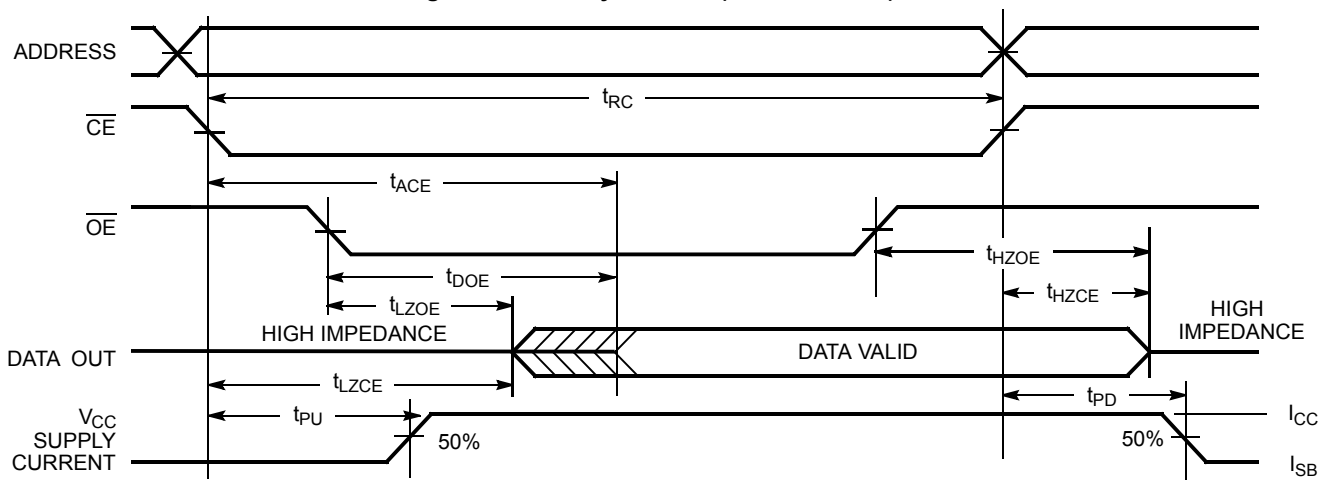 ADDRESS
tRC
CE
tACE
OE
tHZOE
tDOE
tHZCE
tLZOE
HIGH IMPEDANCE
HIGH
IMPEDANCE
DATA OUT
DATA VALID
tLZCE
tPD
VCC
SUPPLY
CURRENT
tPU
50%
50%
ICC
ISB